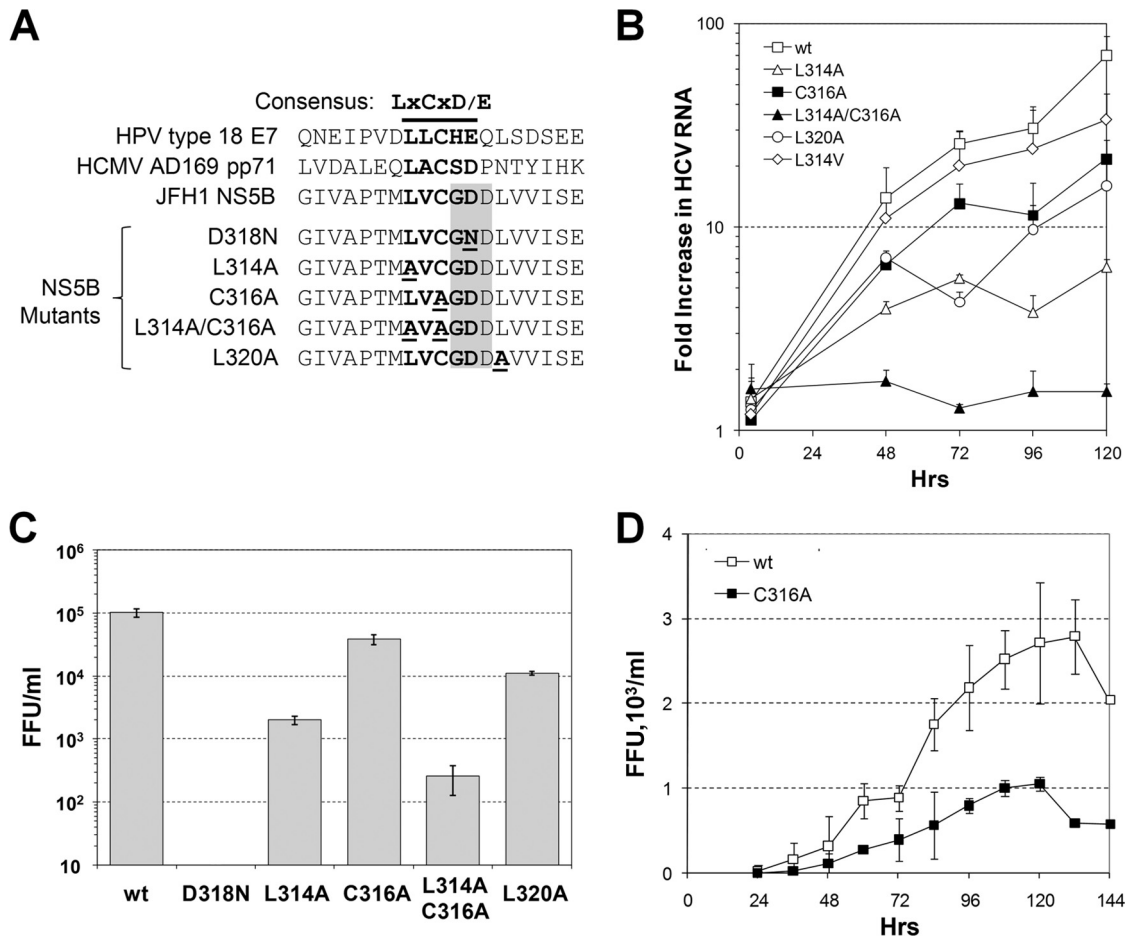 A
Consensus: LxCxD/E
HPV type 18 E7 QNEIPVDLLCHEQLSDSEE
HCMV AD169 pp71 LVDALEQLACSDPNTYIHK
JFH1 NS5B GIVAPTMLVCGDDLVVISE
NS5B Mutants
D318N GIVAPTMLVCGNDLVVISE
L314A GIVAPTMAVCGDDLVVISE
C316A GIVAPTMLVAGDDLVVISE
L314A/C316A GIVAPTMAVAGDDLVVISE
L320A GIVAPTMLVCGDDAVVISE
B
Fold Increase in HCV RNA
100
10
1
wt
L314A
C316A
L314A/C316A
L320A
L314V
0 24 48 72 96 120
Hrs
C
FFU/ml
10⁶
10⁵
10⁴
10³
10²
10
wt D318N L314A C316A L314A C316A L320A
D
FFU,10³/ml
4
3
2
1
0
wt
C316A
0 24 48 72 96 120 144
Hrs